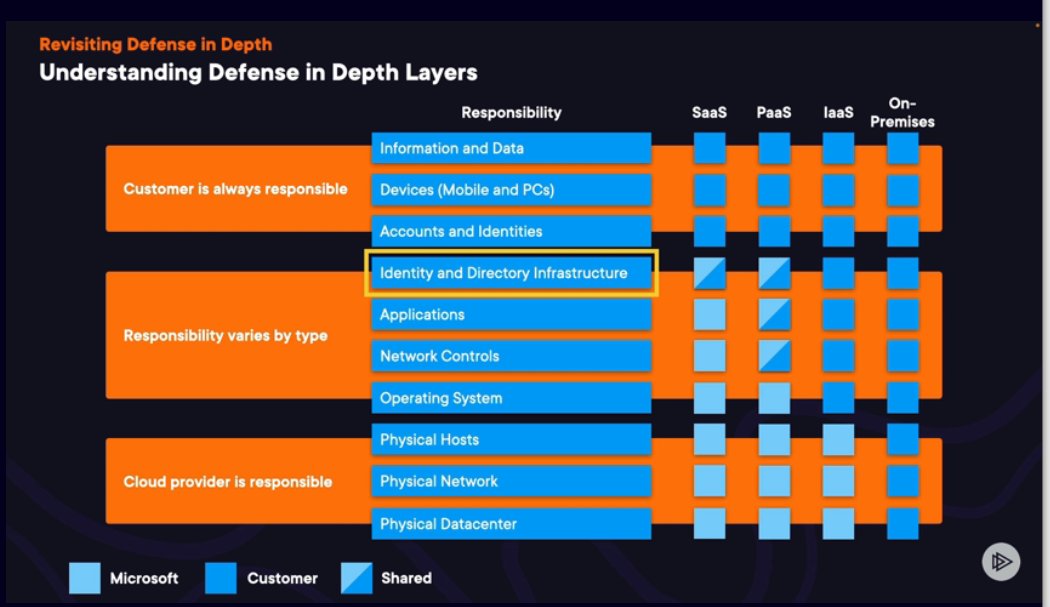 Revisiting Defense in Depth
Understanding Defense in Depth Layers
Responsibility
SaaS
PaaS
IaaS
On-
Premises
Customer is always responsible
Information and Data
Devices (Mobile and PCs)
Accounts and Identities
Responsibility varies by type
Identity and Directory Infrastructure
Applications
Network Controls
Operating System
Cloud provider is responsible
Physical Hosts
Physical Network
Physical Datacenter
Microsoft
Customer
Shared